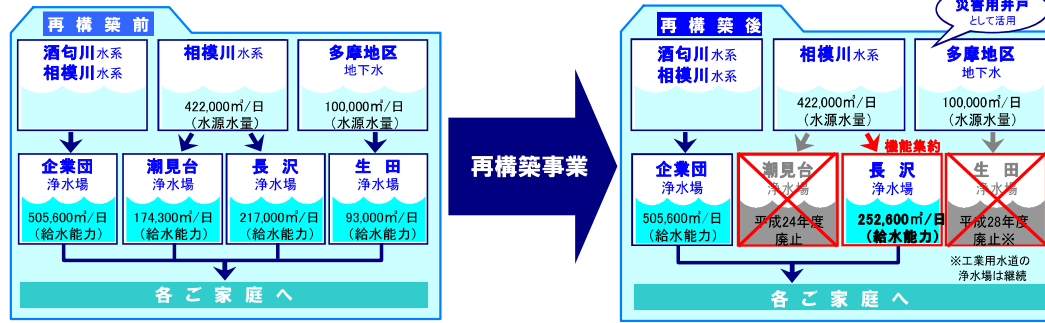 再構築前
酒匂川水系
相模川水系
相模川水系
422,000㎥/日
(水源水量)
多摩地区
地下水
100,000㎥/日
(水源水量)
企業団
浄水場
505,600㎥/日
(給水能力)
潮見台
浄水場
174,300㎥/日
(給水能力)
長沢
浄水場
217,000㎥/日
(給水能力)
生田
浄水場
93,000㎥/日
(給水能力)
各ご家庭へ
再構築事業
再構築後
災害用井戸
として活用
酒匂川水系
相模川水系
相模川水系
422,000㎥/日
(水源水量)
多摩地区
地下水
100,000㎥/日
(水源水量)
機能集約
企業団
浄水場
505,600㎥/日
(給水能力)
潮見台
浄水場
平成24年度
廃止
長沢
浄水場
252,600㎥/日
(給水能力)
生田
浄水場
平成28年度
廃止※
※工業用水道の
浄水場は継続
各ご家庭へ